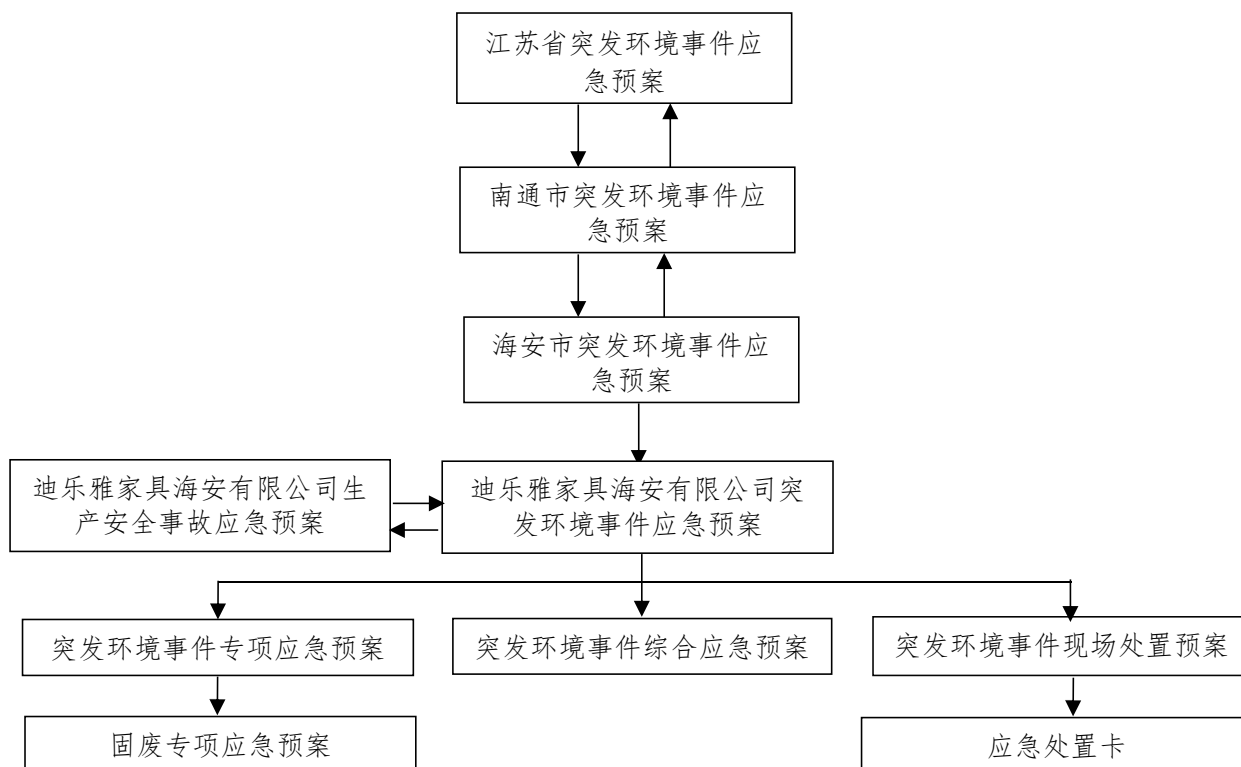 江苏省突发环境事件应
急预案
南通市突发环境事件应
急预案
海安市突发环境事件应
急预案
迪乐雅家具海安有限公司生
产安全事故应急预案
迪乐雅家具海安有限公司突
发环境事件应急预案
突发环境事件专项应急预案
突发环境事件综合应急预案
突发环境事件现场处置预案
固废专项应急预案
应急处置卡